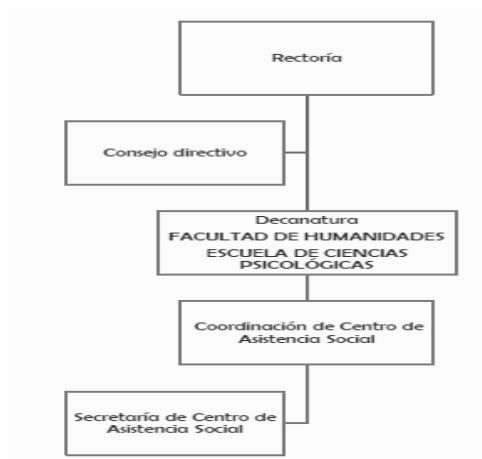 Rectoría
Consejo directivo
Decanatura
FACULTAD DE HUMANIDADES
ESCUELA DE CIENCIAS
PSICOLÓGICAS
Coordinación de Centro de
Asistencia Social
Secretaría de Centro de
Asistencia Social